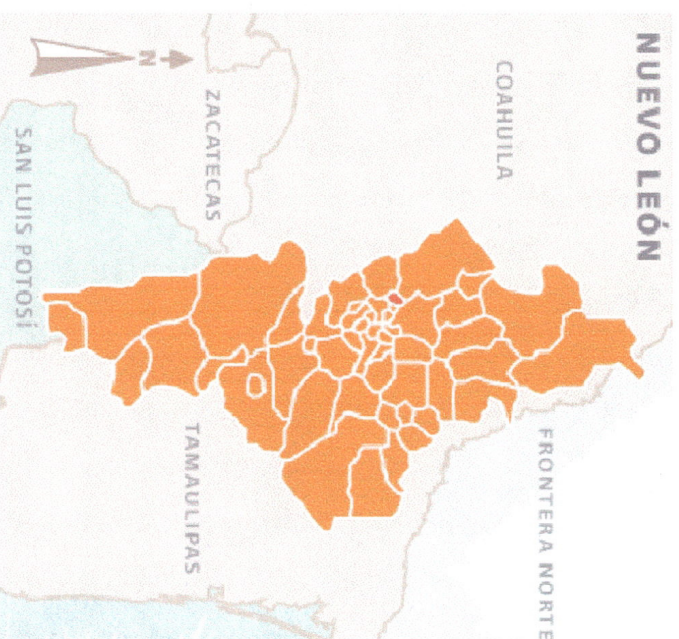 NUEVO LEÓN
COAHUILA
FRONTERA NORTE
ZACATECAS
N
TAMAULIPAS
SAN LUIS POTOSÍ